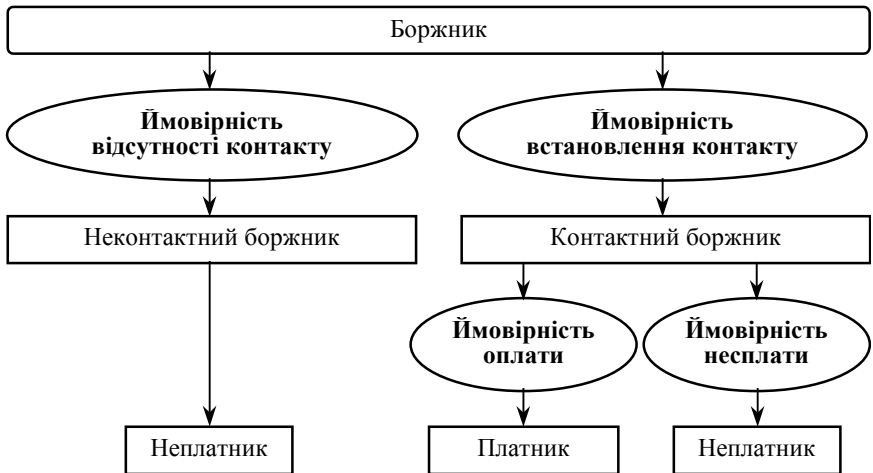 Боржник
Ймовірність
відсутності контакту
Ймовірність
встановлення контакту
Неконтактний боржник
Контактний боржник
Ймовірність
оплати
Ймовірність
несплати
Неплатник
Платник
Неплатник